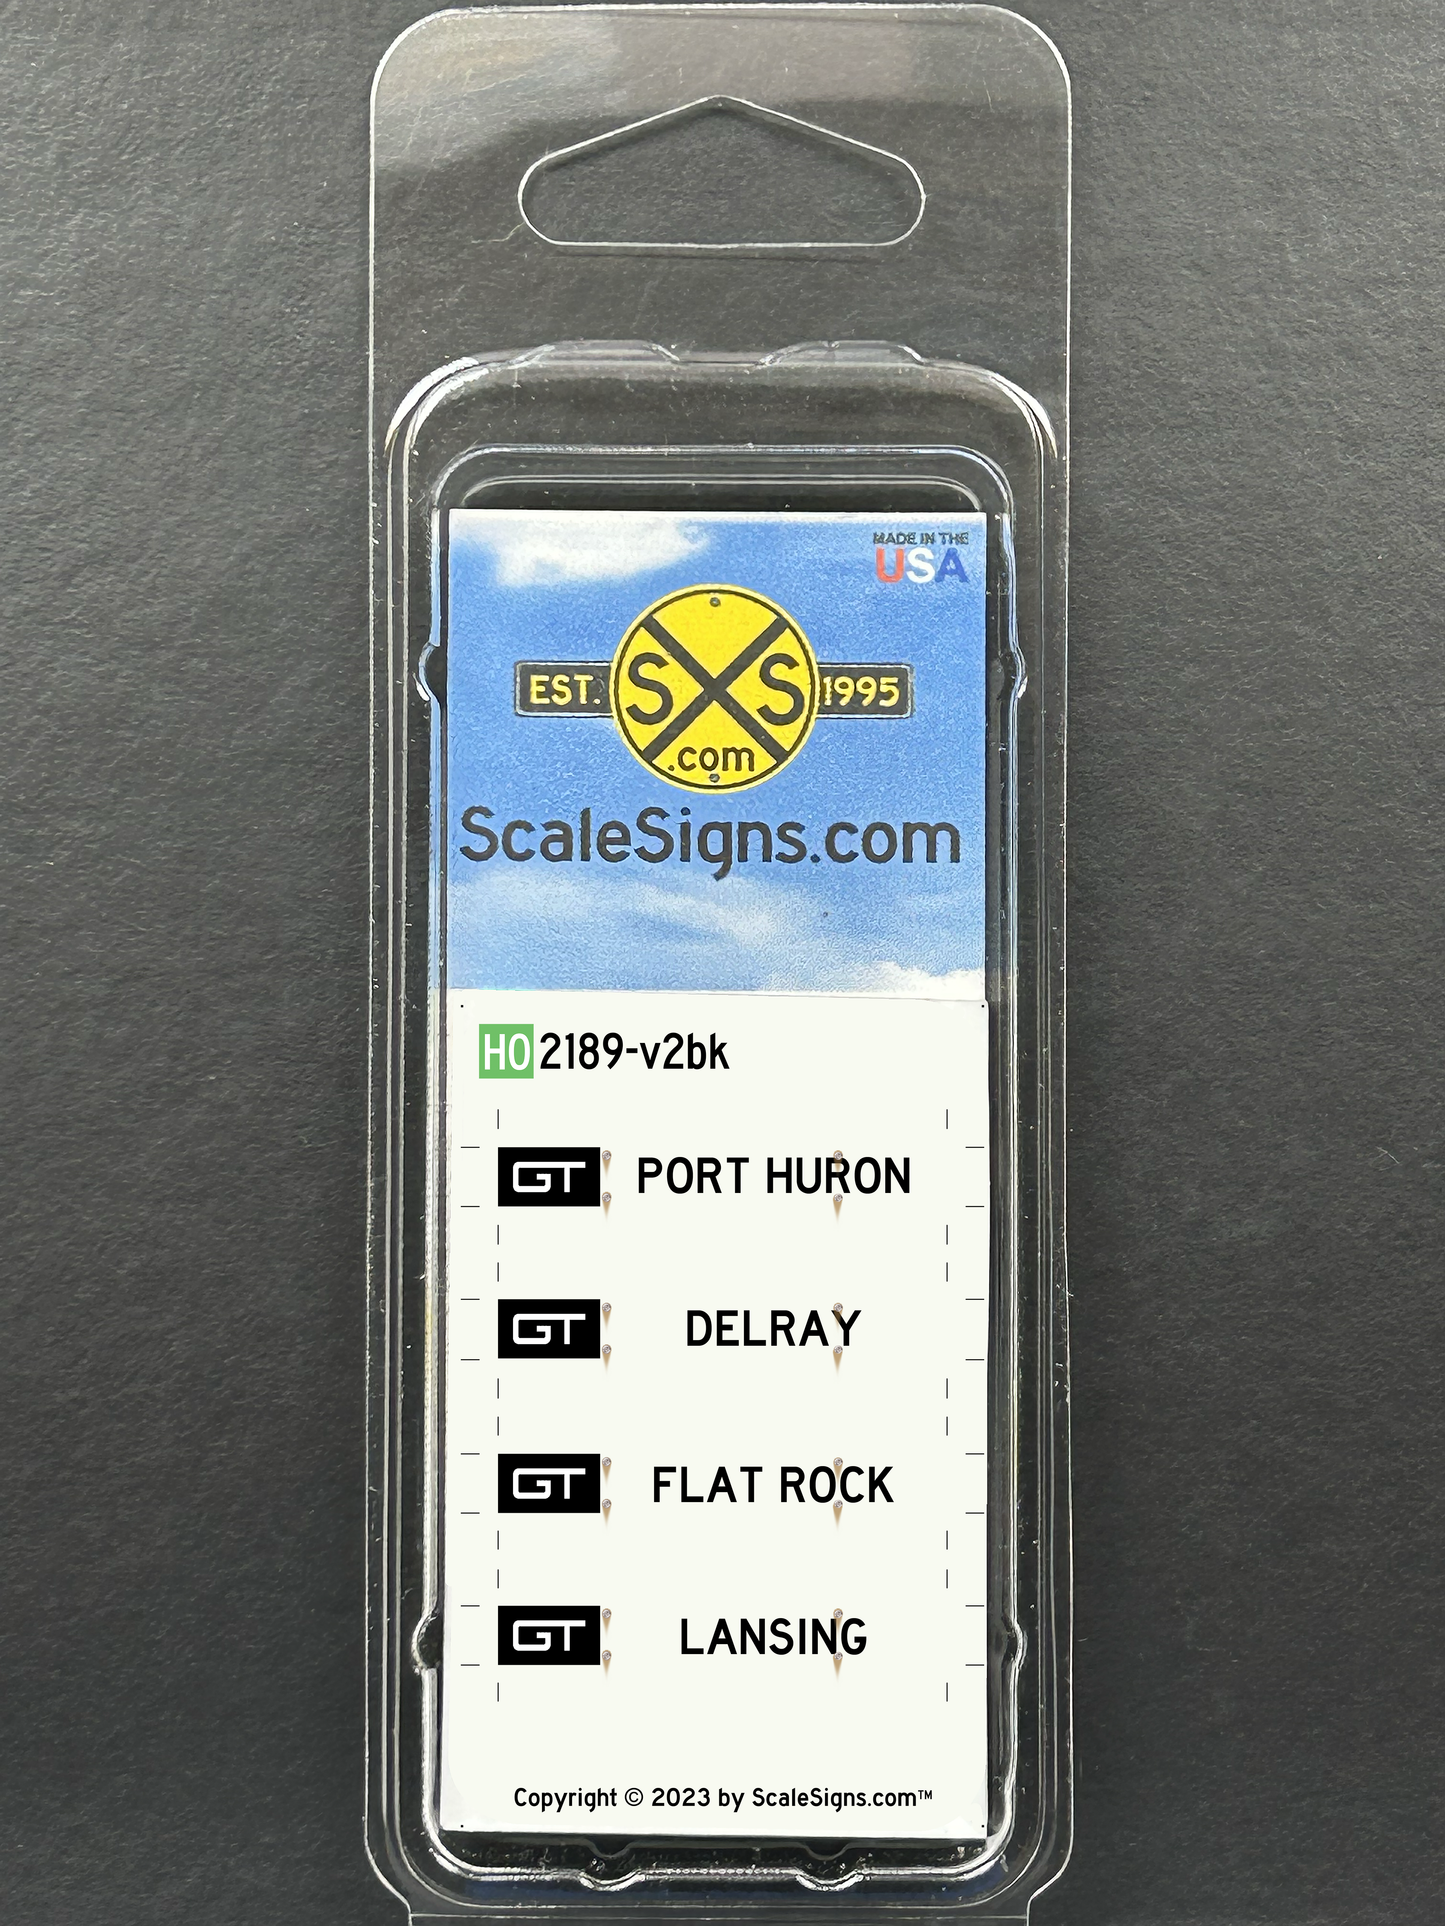 MADE IN THE
USA
EST. SXS 1995
.com
ScaleSigns.com
HO 2189-v2bk
GT PORT HURON
GT DELRAY
GT FLAT ROCK
GT LANSING
Copyright © 2023 by ScaleSigns.com™